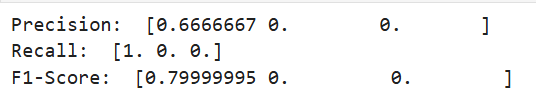 Precision:  [0.6666667 0.        0.       ]
Recall:  [1. 0. 0.]
F1-Score:  [0.79999995 0.         0.        ]